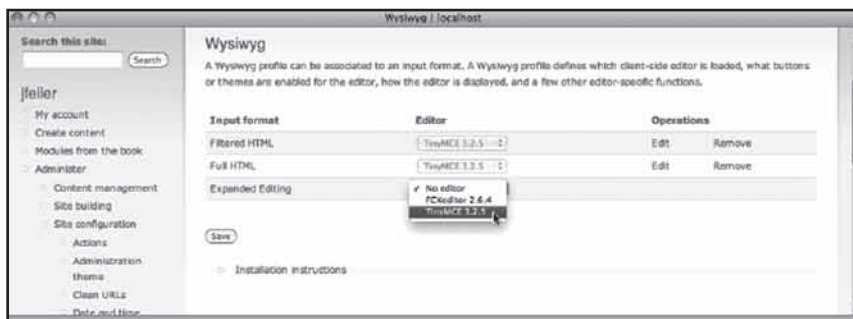 Wysiwyg | localhost
Search this site:
Search
jfeiler
My account
Create content
Modules from the book
Administer
Content management
Site building
Site configuration
Actions
Administration
theme
Clean URLs
Date and time
Wysiwyg
A Wysiwyg profile can be associated to an input format. A Wysiwyg profile defines which client-side editor is loaded, what buttons
or themes are enabled for the editor, how the editor is displayed, and a few other editor-specific functions.
Input format Editor Operations
Filtered HTML TinyMCE 3.2.5 Edit Remove
Full HTML TinyMCE 3.2.5 Edit Remove
Expanded Editing ✓ No editor
FCKeditor 2.6.4
TinyMCE 3.2.5
Save
Installation instructions